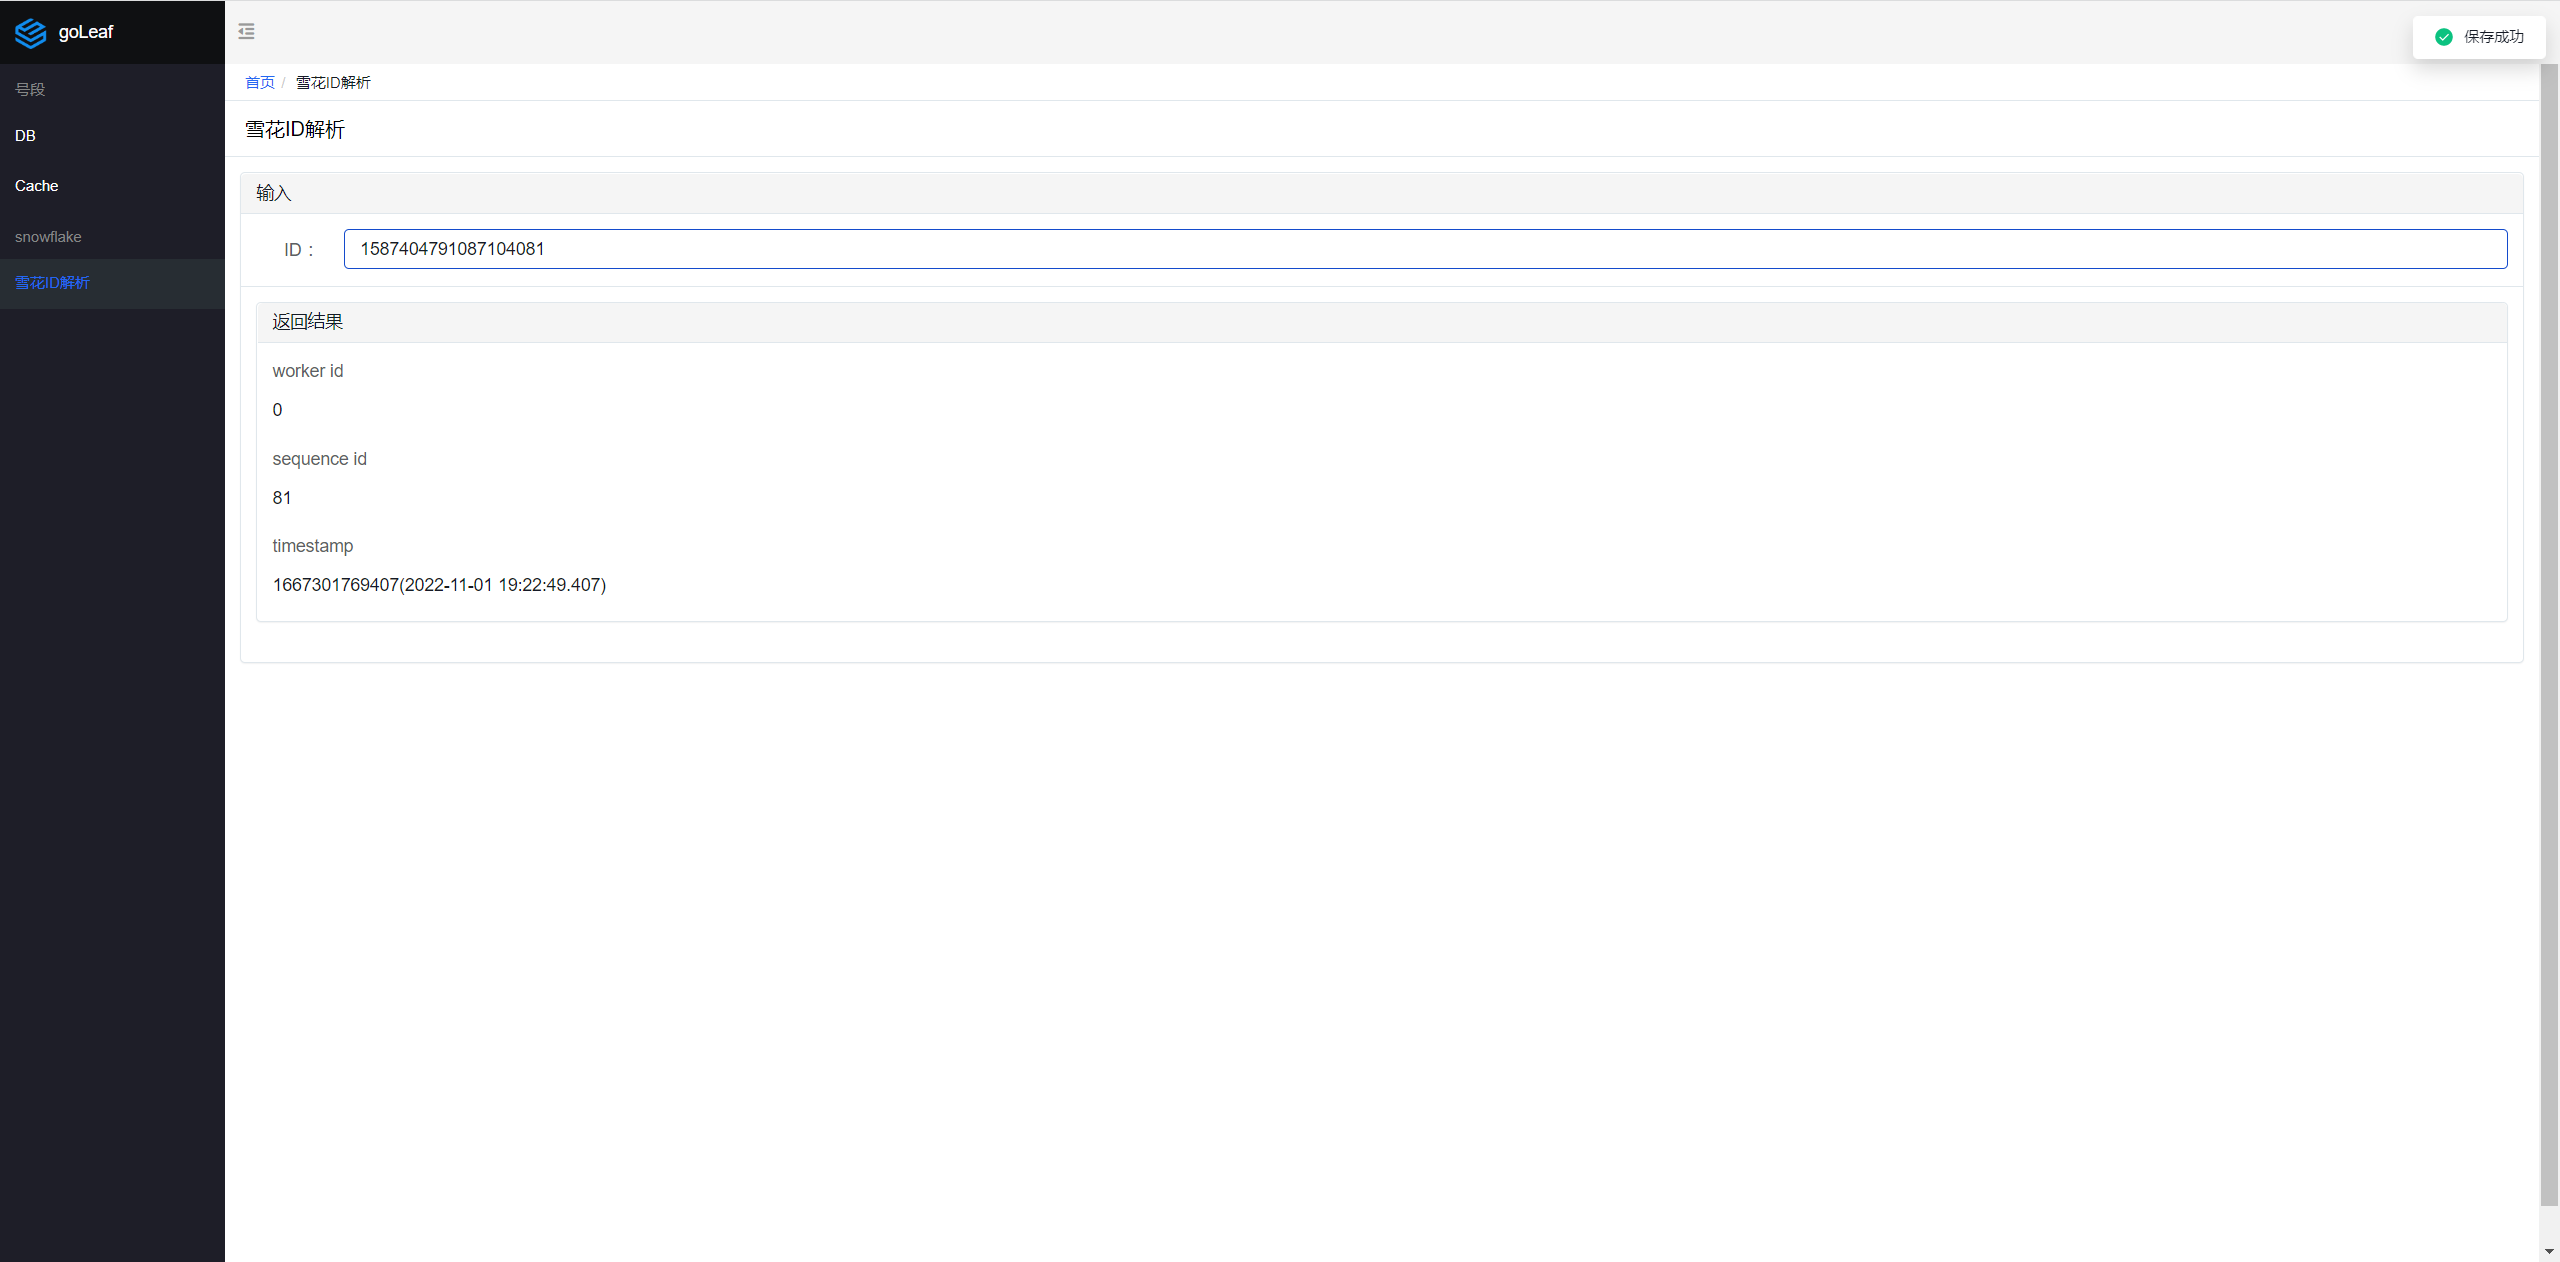 goLeaf
保存成功
号段
DB
Cache
snowflake
雪花ID解析
首页 / 雪花ID解析
雪花ID解析
输入
ID： 1587404791087104081
返回结果
worker id
0
sequence id
81
timestamp
1667301769407(2022-11-01 19:22:49.407)